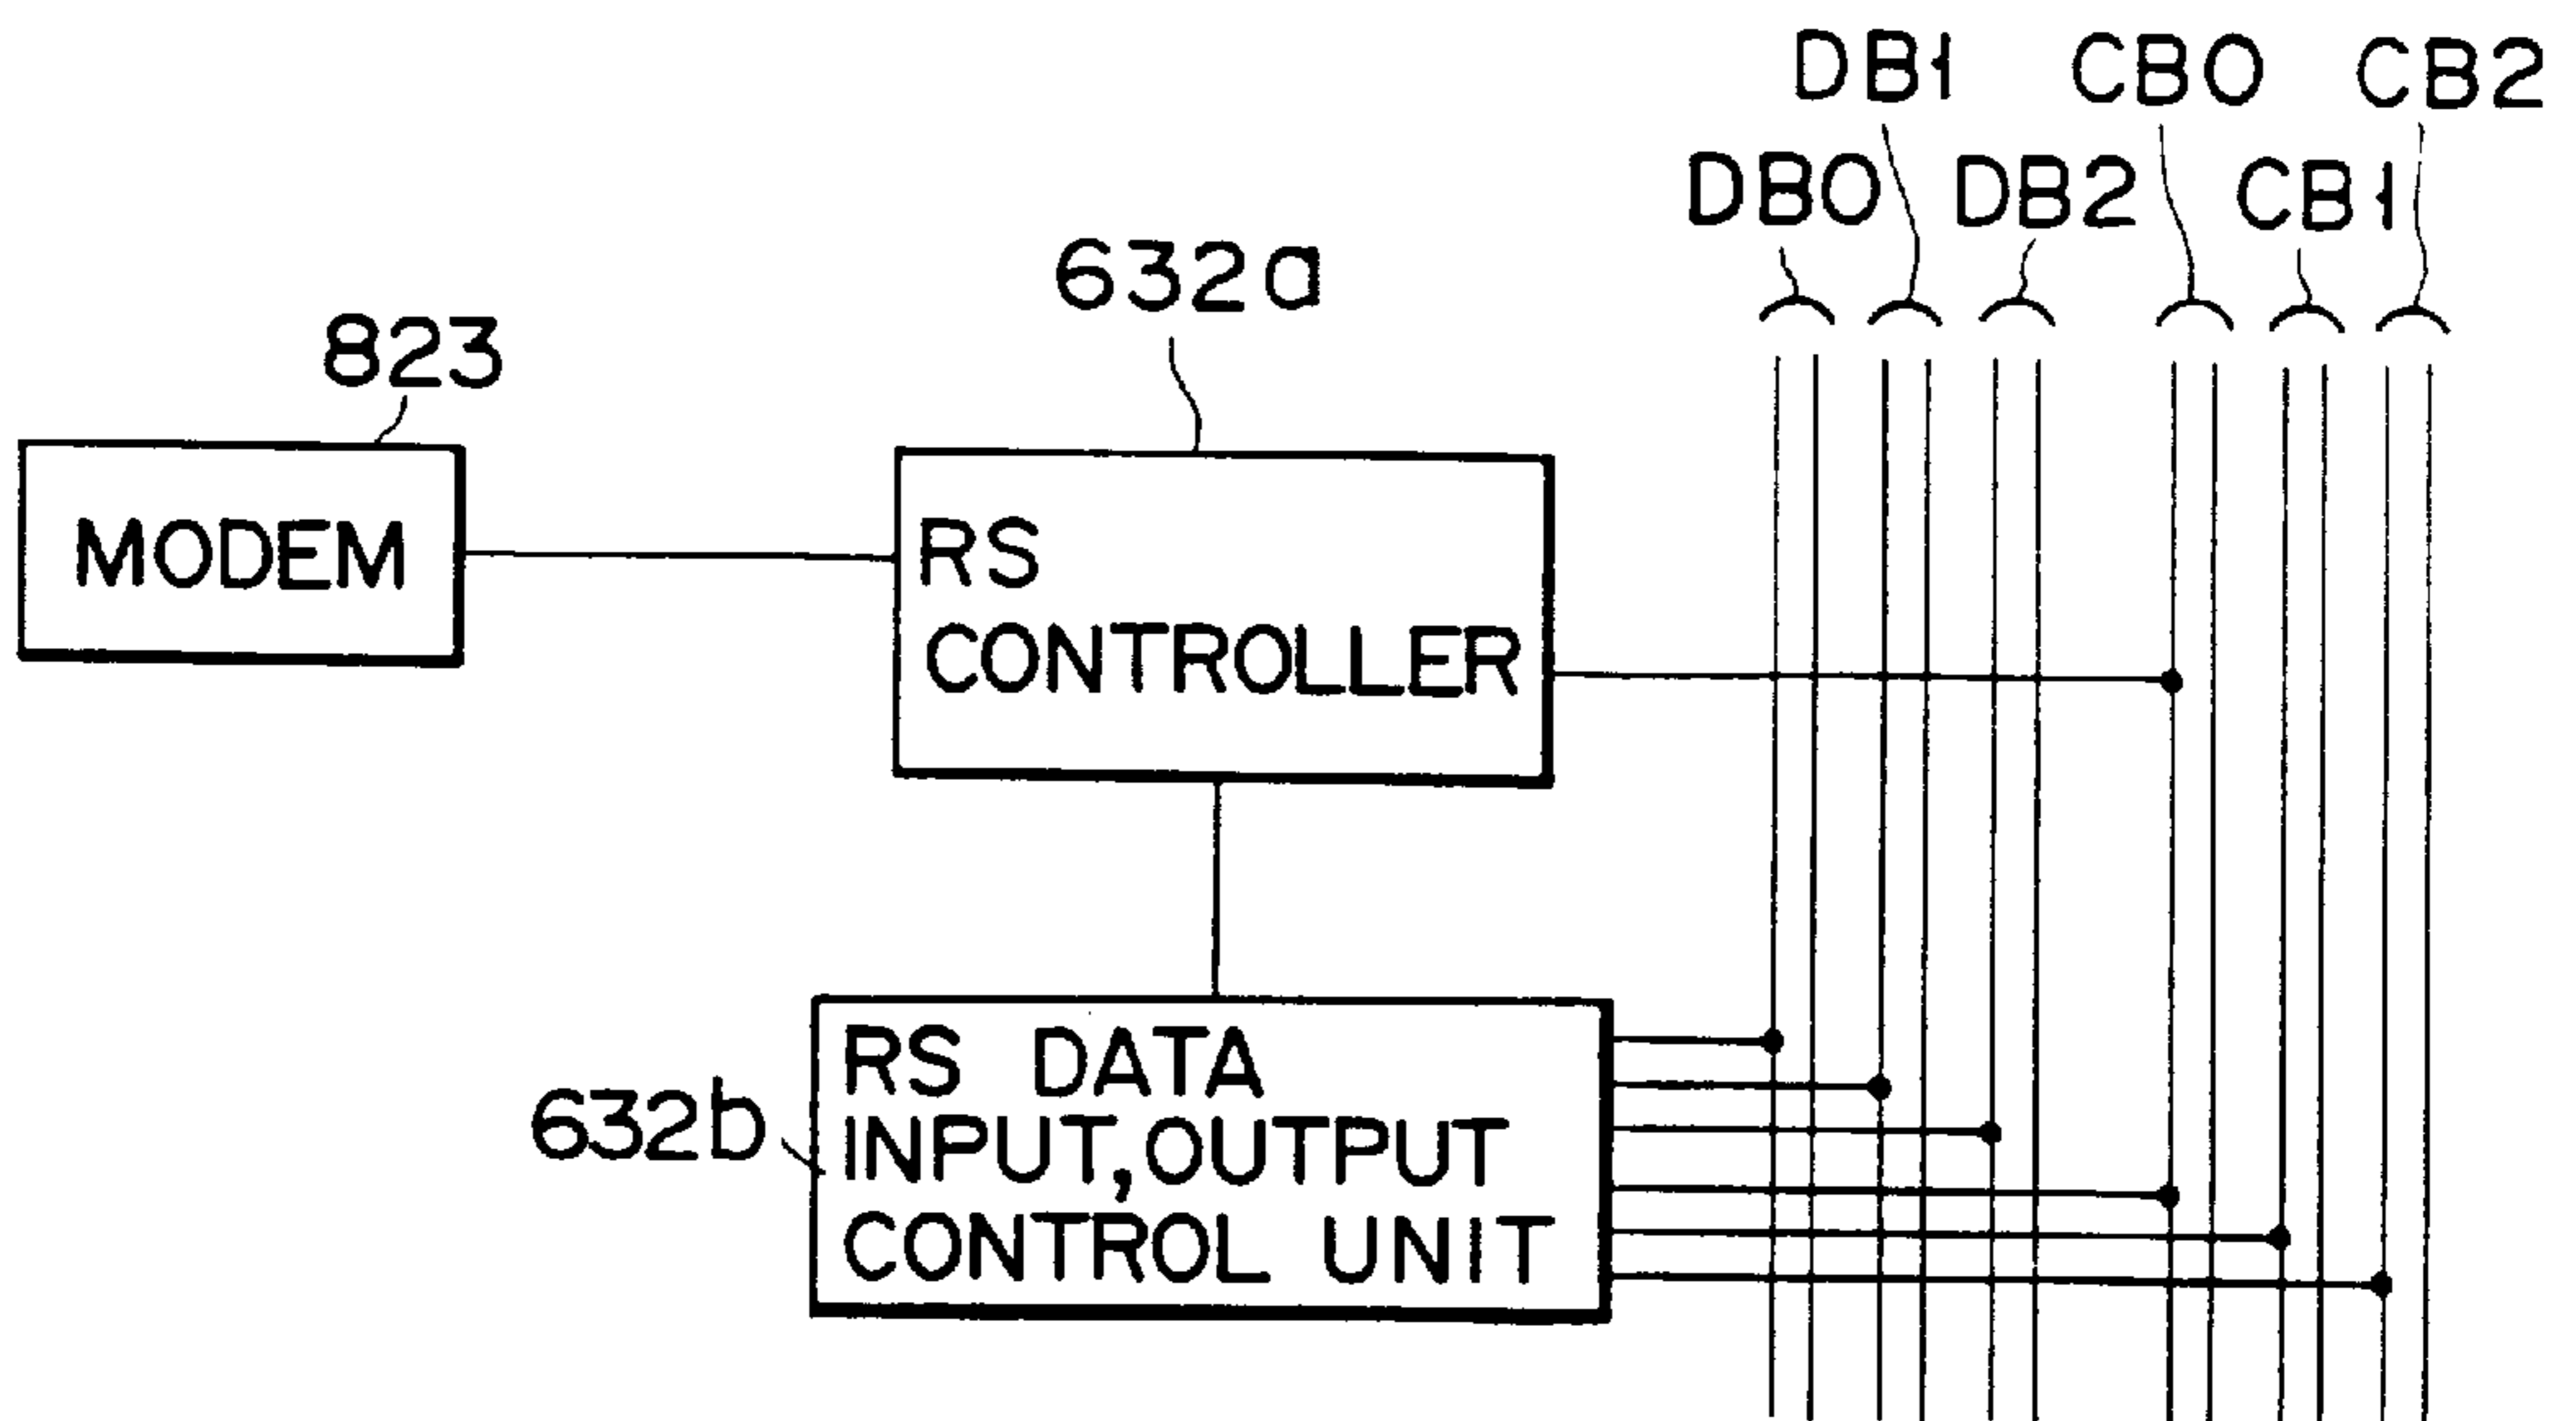 DB1 CB0 CB2
DB0 DB2 CB1
632a
823
MODEM
RS
CONTROLLER
RS DATA
632b
INPUT,OUTPUT
CONTROL UNIT